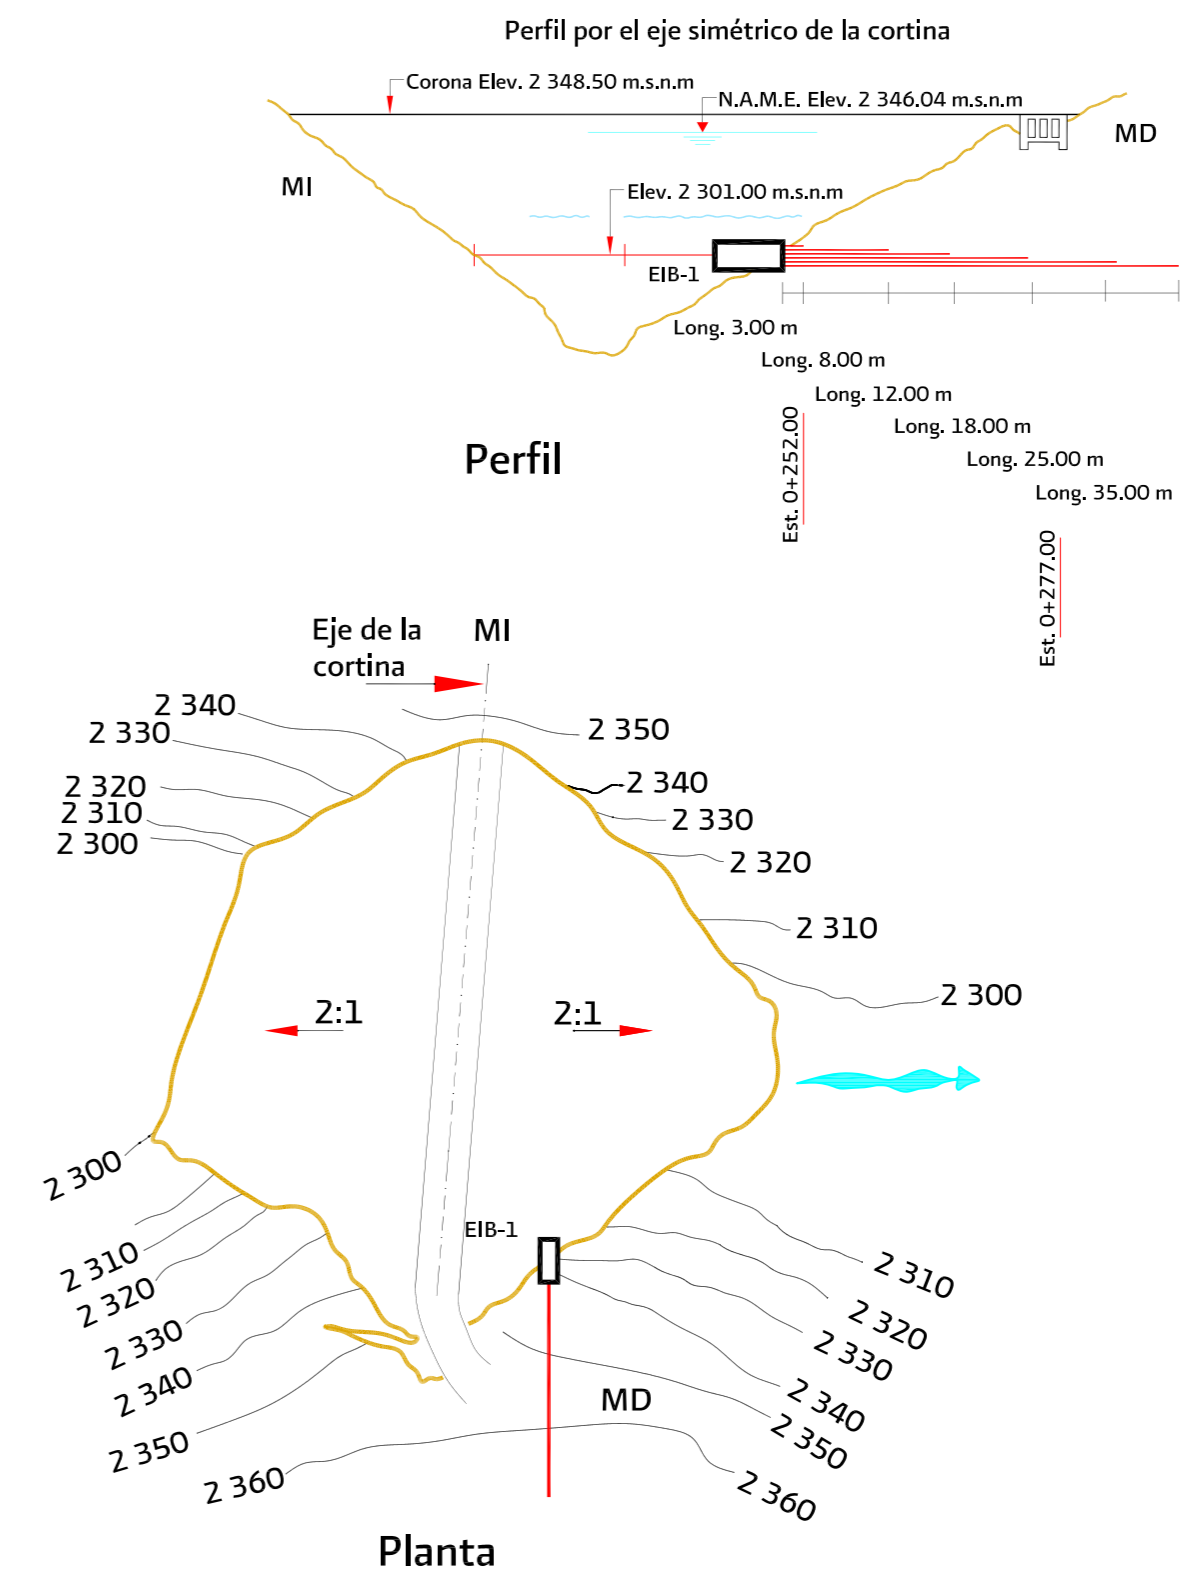 Perfil por el eje simétrico de la cortina
Corona Elev. 2 348.50 m.s.n.m
N.A.M.E. Elev. 2 346.04 m.s.n.m
MD
MI
Elev. 2 301.00 m.s.n.m
EIB-1
Long. 3.00 m
Long. 8.00 m
Long. 12.00 m
Long. 18.00 m
Long. 25.00 m
Long. 35.00 m
Est. 0+252.00
Est. 0+277.00
Perfil
Eje de la
cortina
MI
2 340
2 330
2 320
2 310
2 300
2 350
2 340
2 330
2 320
2 310
2 300
2:1
2:1
2 300
2 310
2 320
2 330
2 340
2 350
2 360
EIB-1
2 310
2 320
2 330
2 340
2 350
2 360
MD
Planta